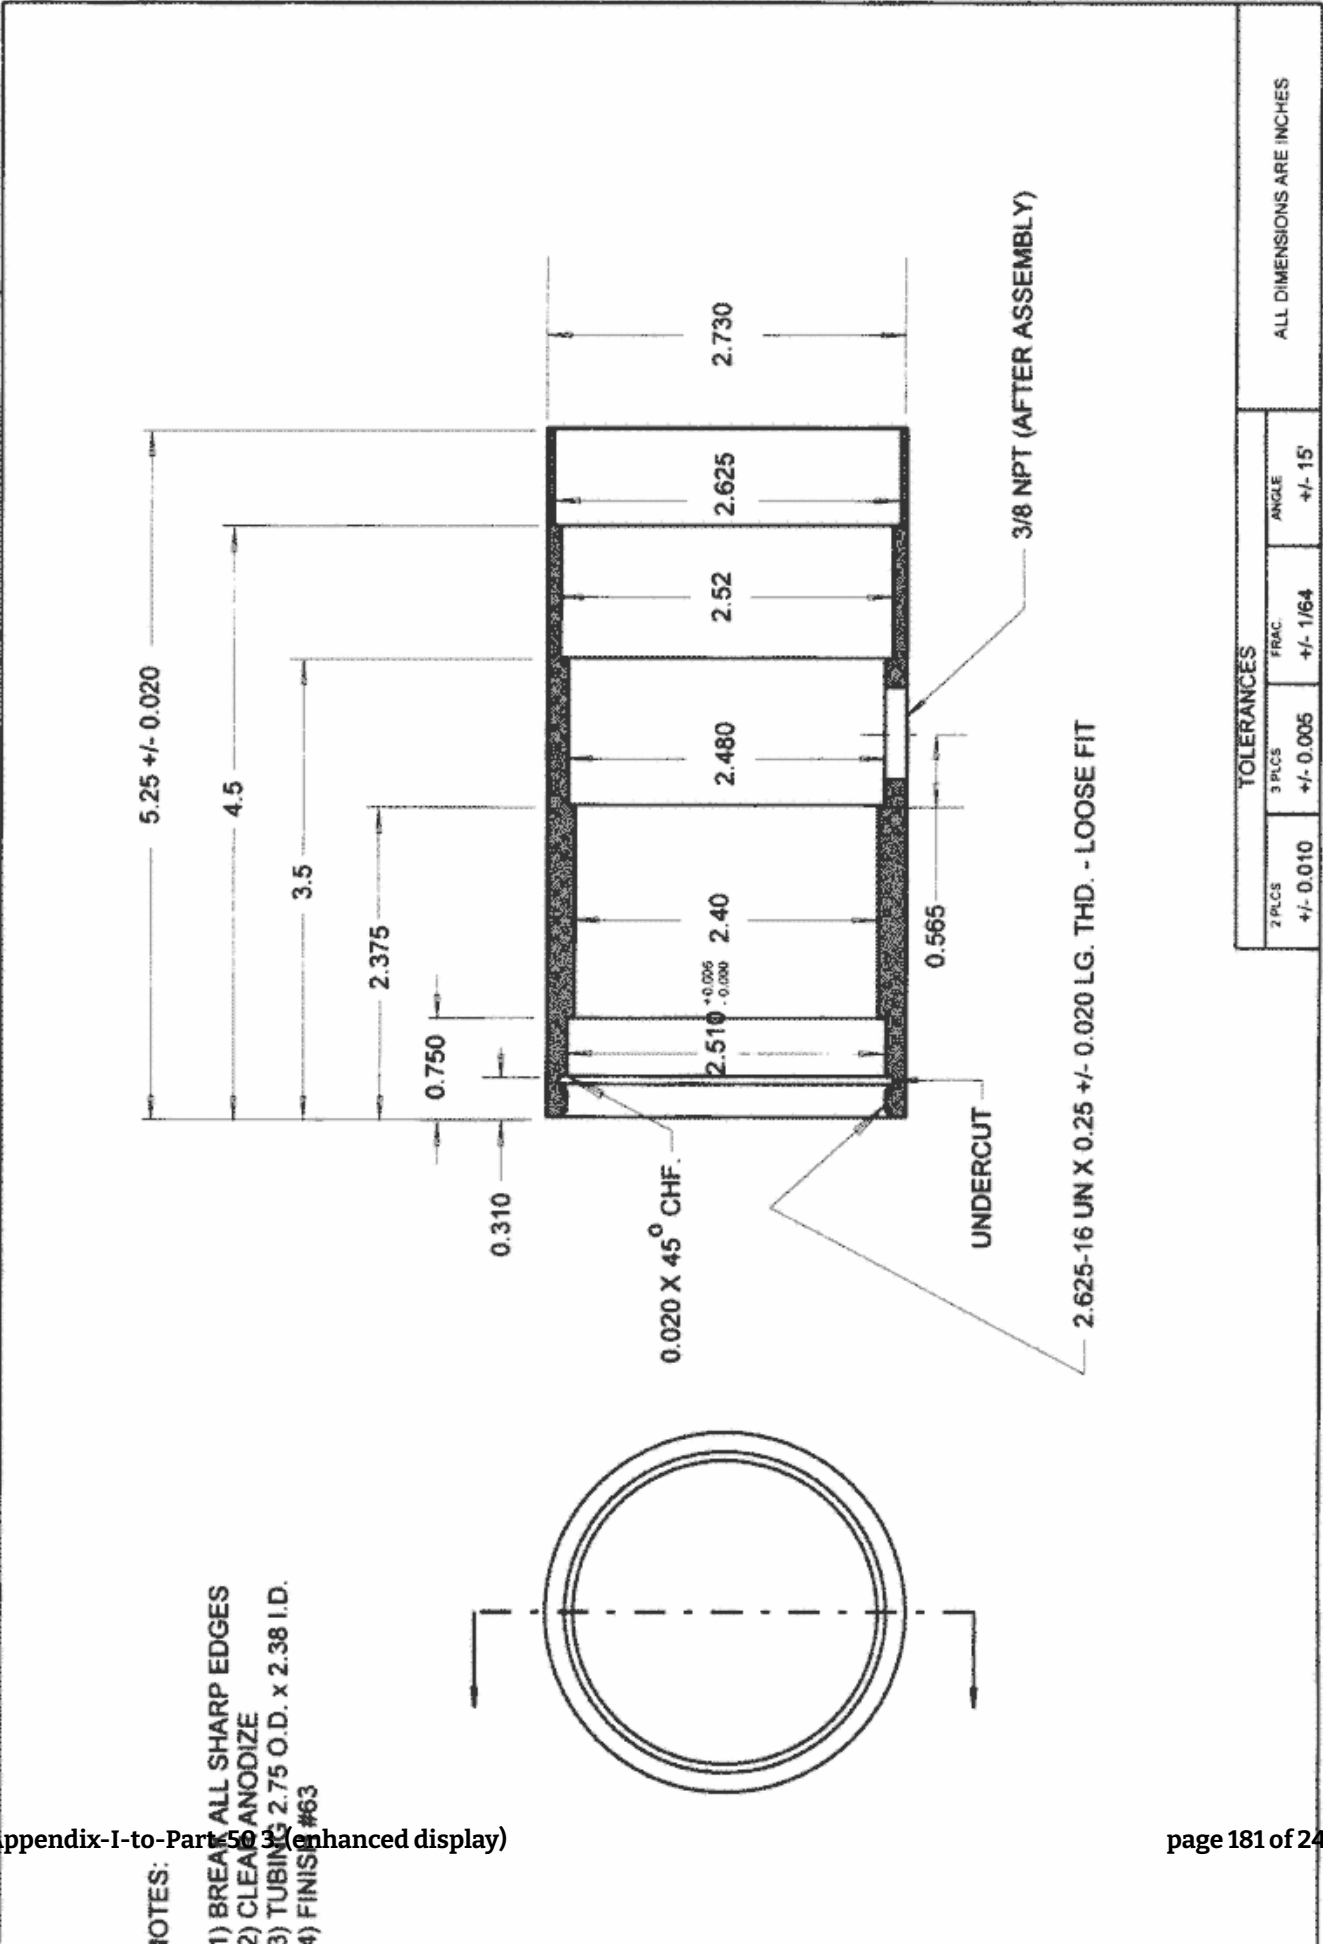 5.25 +/- 0.020
4.5
3.5
2.375
0.750
0.310
2.730
2.625
2.52
2.480
2.40
2.510 +0.005 - 0.000
0.565
3/8 NPT (AFTER ASSEMBLY)
0.020 X 45° CHF.
UNDERCUT
2.625-16 UN X 0.25 +/- 0.020 LG. THD. - LOOSE FIT
NOTES:
1) BREAK ALL SHARP EDGES
2) CLEAR ANODIZE
3) TUBING 2.75 O.D. x 2.38 I.D.
4) FINISH #63
TOLERANCES
2 PLCS 3 PLCS FRAC. ANGLE
+/- 0.010 +/- 0.005 +/- 1/64 +/- 15'
ALL DIMENSIONS ARE INCHES
ppendix-I-to-Part-50 3.(enhanced display)
page 181 of 24